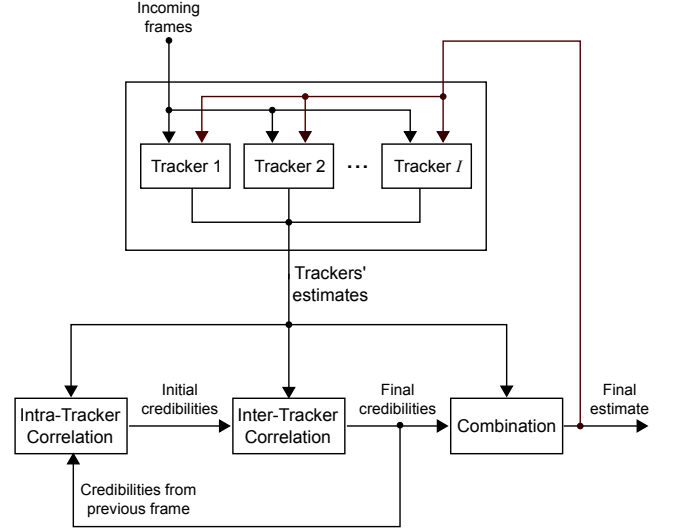 Incoming
frames
Tracker 1
Tracker 2
...
Tracker I
Trackers'
estimates
Intra-Tracker
Correlation
Initial
credibilities
Inter-Tracker
Correlation
Final
credibilities
Combination
Final
estimate
Credibilities from
previous frame